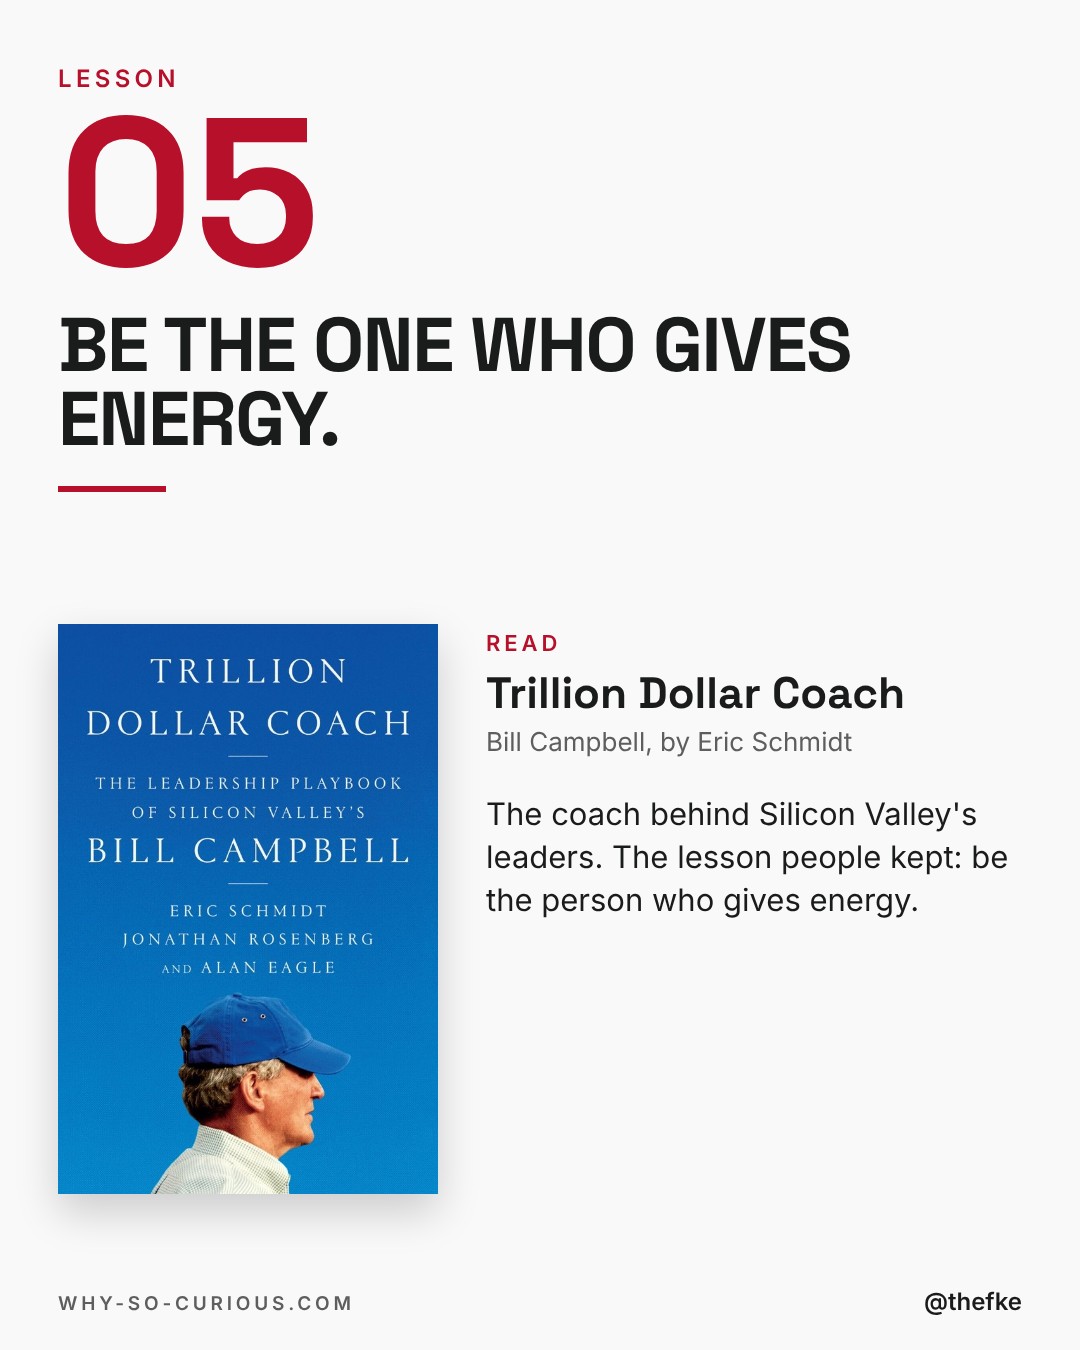 LESSON
05
BE THE ONE WHO GIVES
ENERGY.
TRILLION
DOLLAR COACH
THE LEADERSHIP PLAYBOOK
OF SILICON VALLEY'S
BILL CAMPBELL
ERIC SCHMIDT
JONATHAN ROSENBERG
AND ALAN EAGLE
READ
Trillion Dollar Coach
Bill Campbell, by Eric Schmidt
The coach behind Silicon Valley's
leaders. The lesson people kept: be
the person who gives energy.
WHY-SO-CURIOUS.COM
@thefke